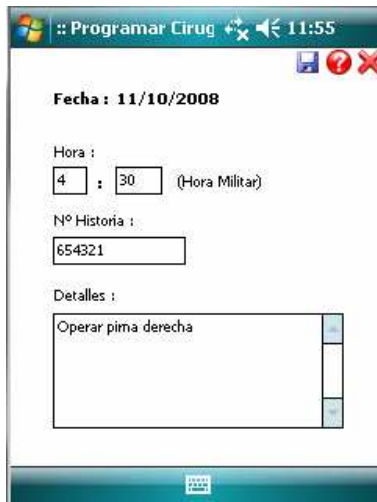 :: Programar Cirug 11:55
Fecha : 11/10/2008
Hora :
4 : 30 (Hora Militar)
Nº Historia :
654321
Detalles :
Operar pirna derecha